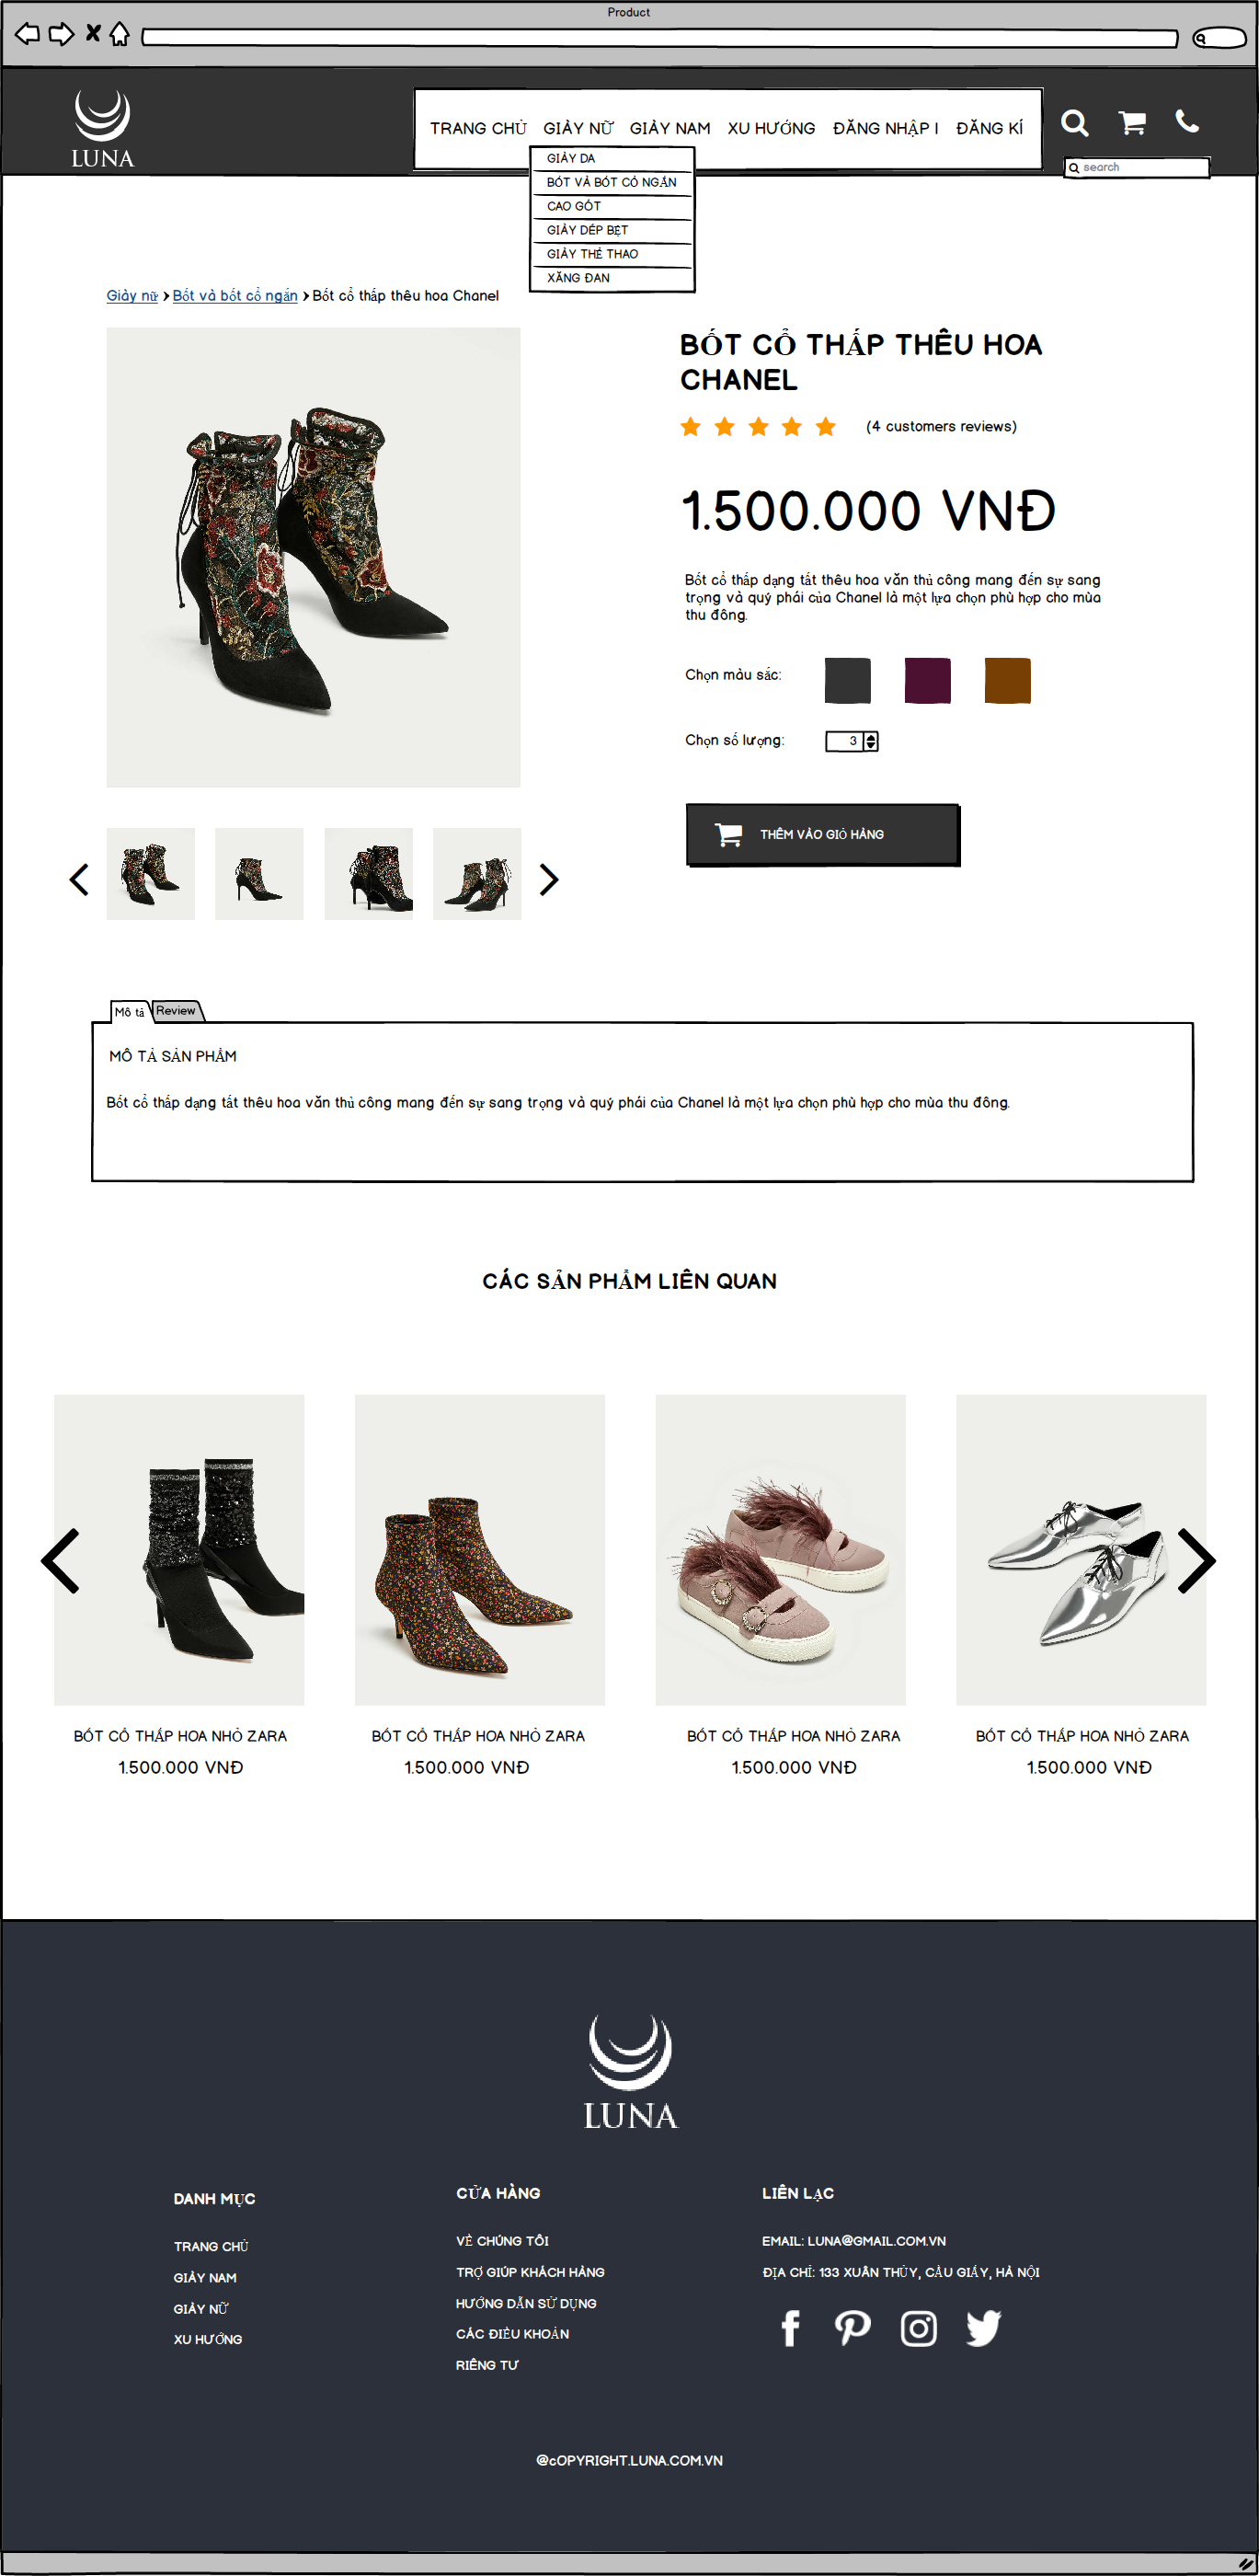 Product
LUNA
TRANG CHỦ GIÀY NỮ GIÀY NAM XU HƯỚNG ĐĂNG NHẬP I ĐĂNG KÍ
search
GIÀY DA
BỐT VÀ BỐT CỔ NGẮN
CAO GÓT
GIÀY DÉP BỆT
GIÀY THỂ THAO
XĂNG ĐAN
Giày nữ > Bốt và bốt cổ ngắn > Bốt cổ thấp thêu hoa Chanel
BỐT CỔ THẤP THÊU HOA
CHANEL
(4 customers reviews)
1.500.000 VNĐ
Bốt cổ thấp dạng tất thêu hoa văn thủ công mang đến sự sang
trọng và quý phái của Chanel là một lựa chọn phù hợp cho mùa
thu đông.
Chọn màu sắc:
Chọn số lượng: 3
THÊM VÀO GIỎ HÀNG
Mô tả Review
MÔ TẢ SẢN PHẨM
Bốt cổ thấp dạng tất thêu hoa văn thủ công mang đến sự sang trọng và quý phái của Chanel là một lựa chọn phù hợp cho mùa thu đông.
CÁC SẢN PHẨM LIÊN QUAN
BỐT CỔ THẤP HOA NHỎ ZARA BỐT CỔ THẤP HOA NHỎ ZARA BỐT CỔ THẤP HOA NHỎ ZARA BỐT CỔ THẤP HOA NHỎ ZARA
1.500.000 VNĐ 1.500.000 VNĐ 1.500.000 VNĐ 1.500.000 VNĐ
LUNA
DANH MỤC
TRANG CHỦ
GIÀY NAM
GIÀY NỮ
XU HƯỚNG
CỬA HÀNG
VỀ CHÚNG TÔI
TRỢ GIÚP KHÁCH HÀNG
HƯỚNG DẪN SỬ DỤNG
CÁC ĐIỀU KHOẢN
RIÊNG TƯ
LIÊN LẠC
EMAIL: LUNA@GMAIL.COM.VN
ĐỊA CHỈ: 133 XUÂN THỦY, CẦU GIẤY, HÀ NỘI
@cOPYRIGHT.LUNA.COM.VN